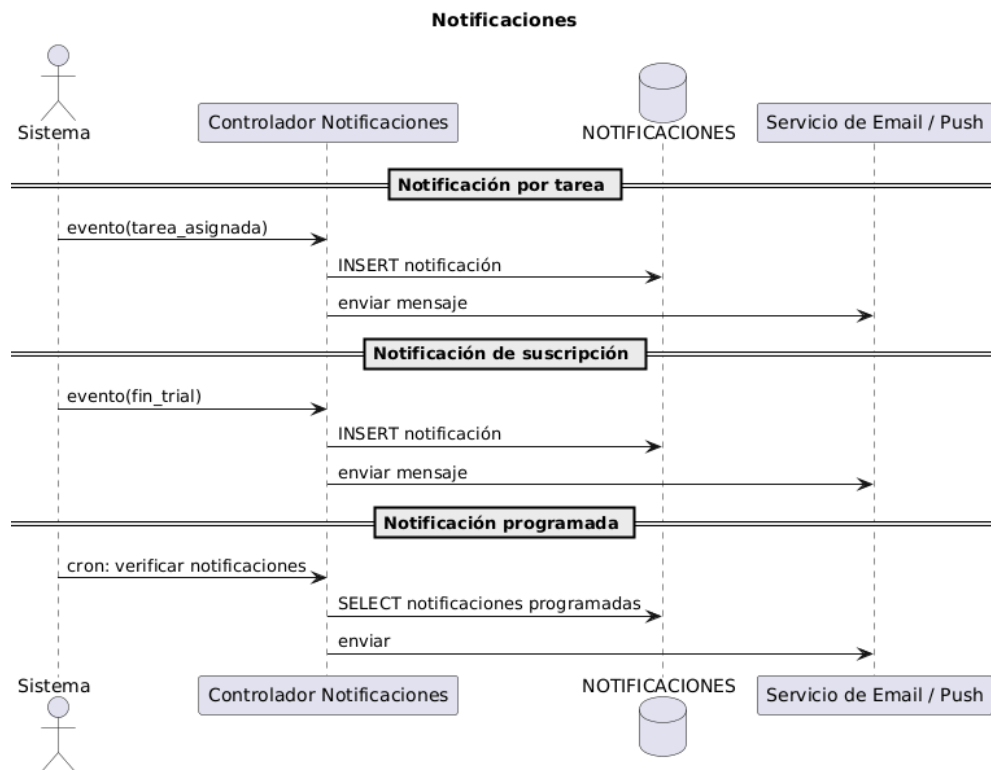 Notificaciones
Sistema
Controlador Notificaciones
NOTIFICACIONES
Servicio de Email / Push
Notificación por tarea
evento(tarea_asignada)
INSERT notificación
enviar mensaje
Notificación de suscripción
evento(fin_trial)
INSERT notificación
enviar mensaje
Notificación programada
cron: verificar notificaciones
SELECT notificaciones programadas
enviar
Sistema
Controlador Notificaciones
NOTIFICACIONES
Servicio de Email / Push